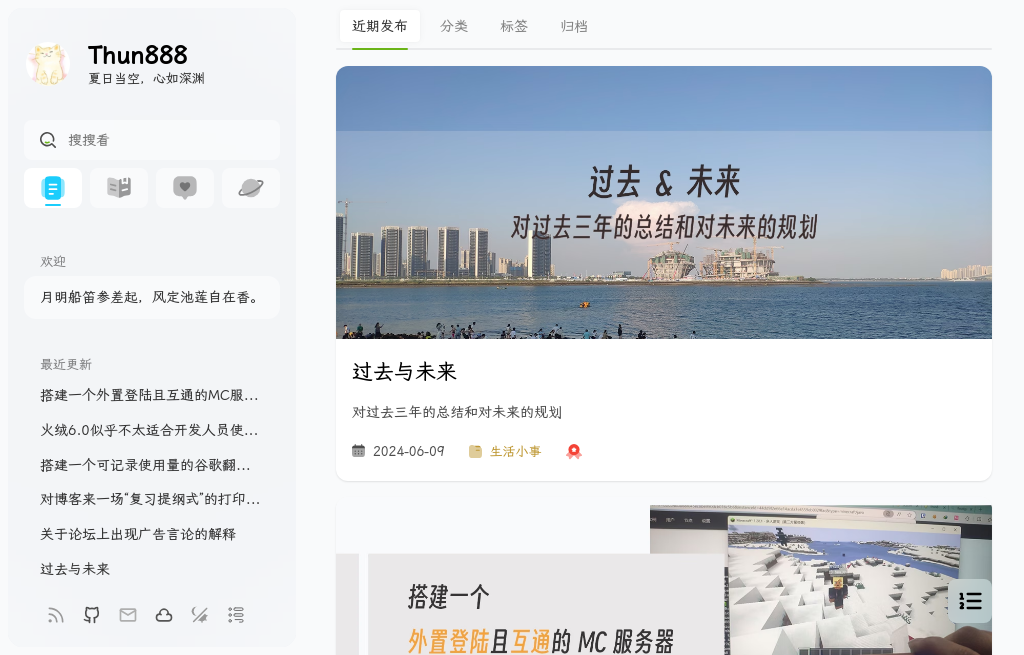 Thun888
夏日当空，心如深渊
搜搜看
欢迎
月明船笛参差起，风定池莲自在香。
最近更新
搭建一个外置登陆且互通的MC服...
火绒6.0似乎不太适合开发人员使...
搭建一个可记录使用量的谷歌翻...
对博客来一场“复习提纲式”的打印...
关于论坛上出现广告言论的解释
过去与未来
近期发布 分类 标签 归档
过去 & 未来
对过去三年的总结和对未来的规划
过去与未来
对过去三年的总结和对未来的规划
2024-06-09 生活小事
搭建一个
外置登陆且互通的 MC 服务器